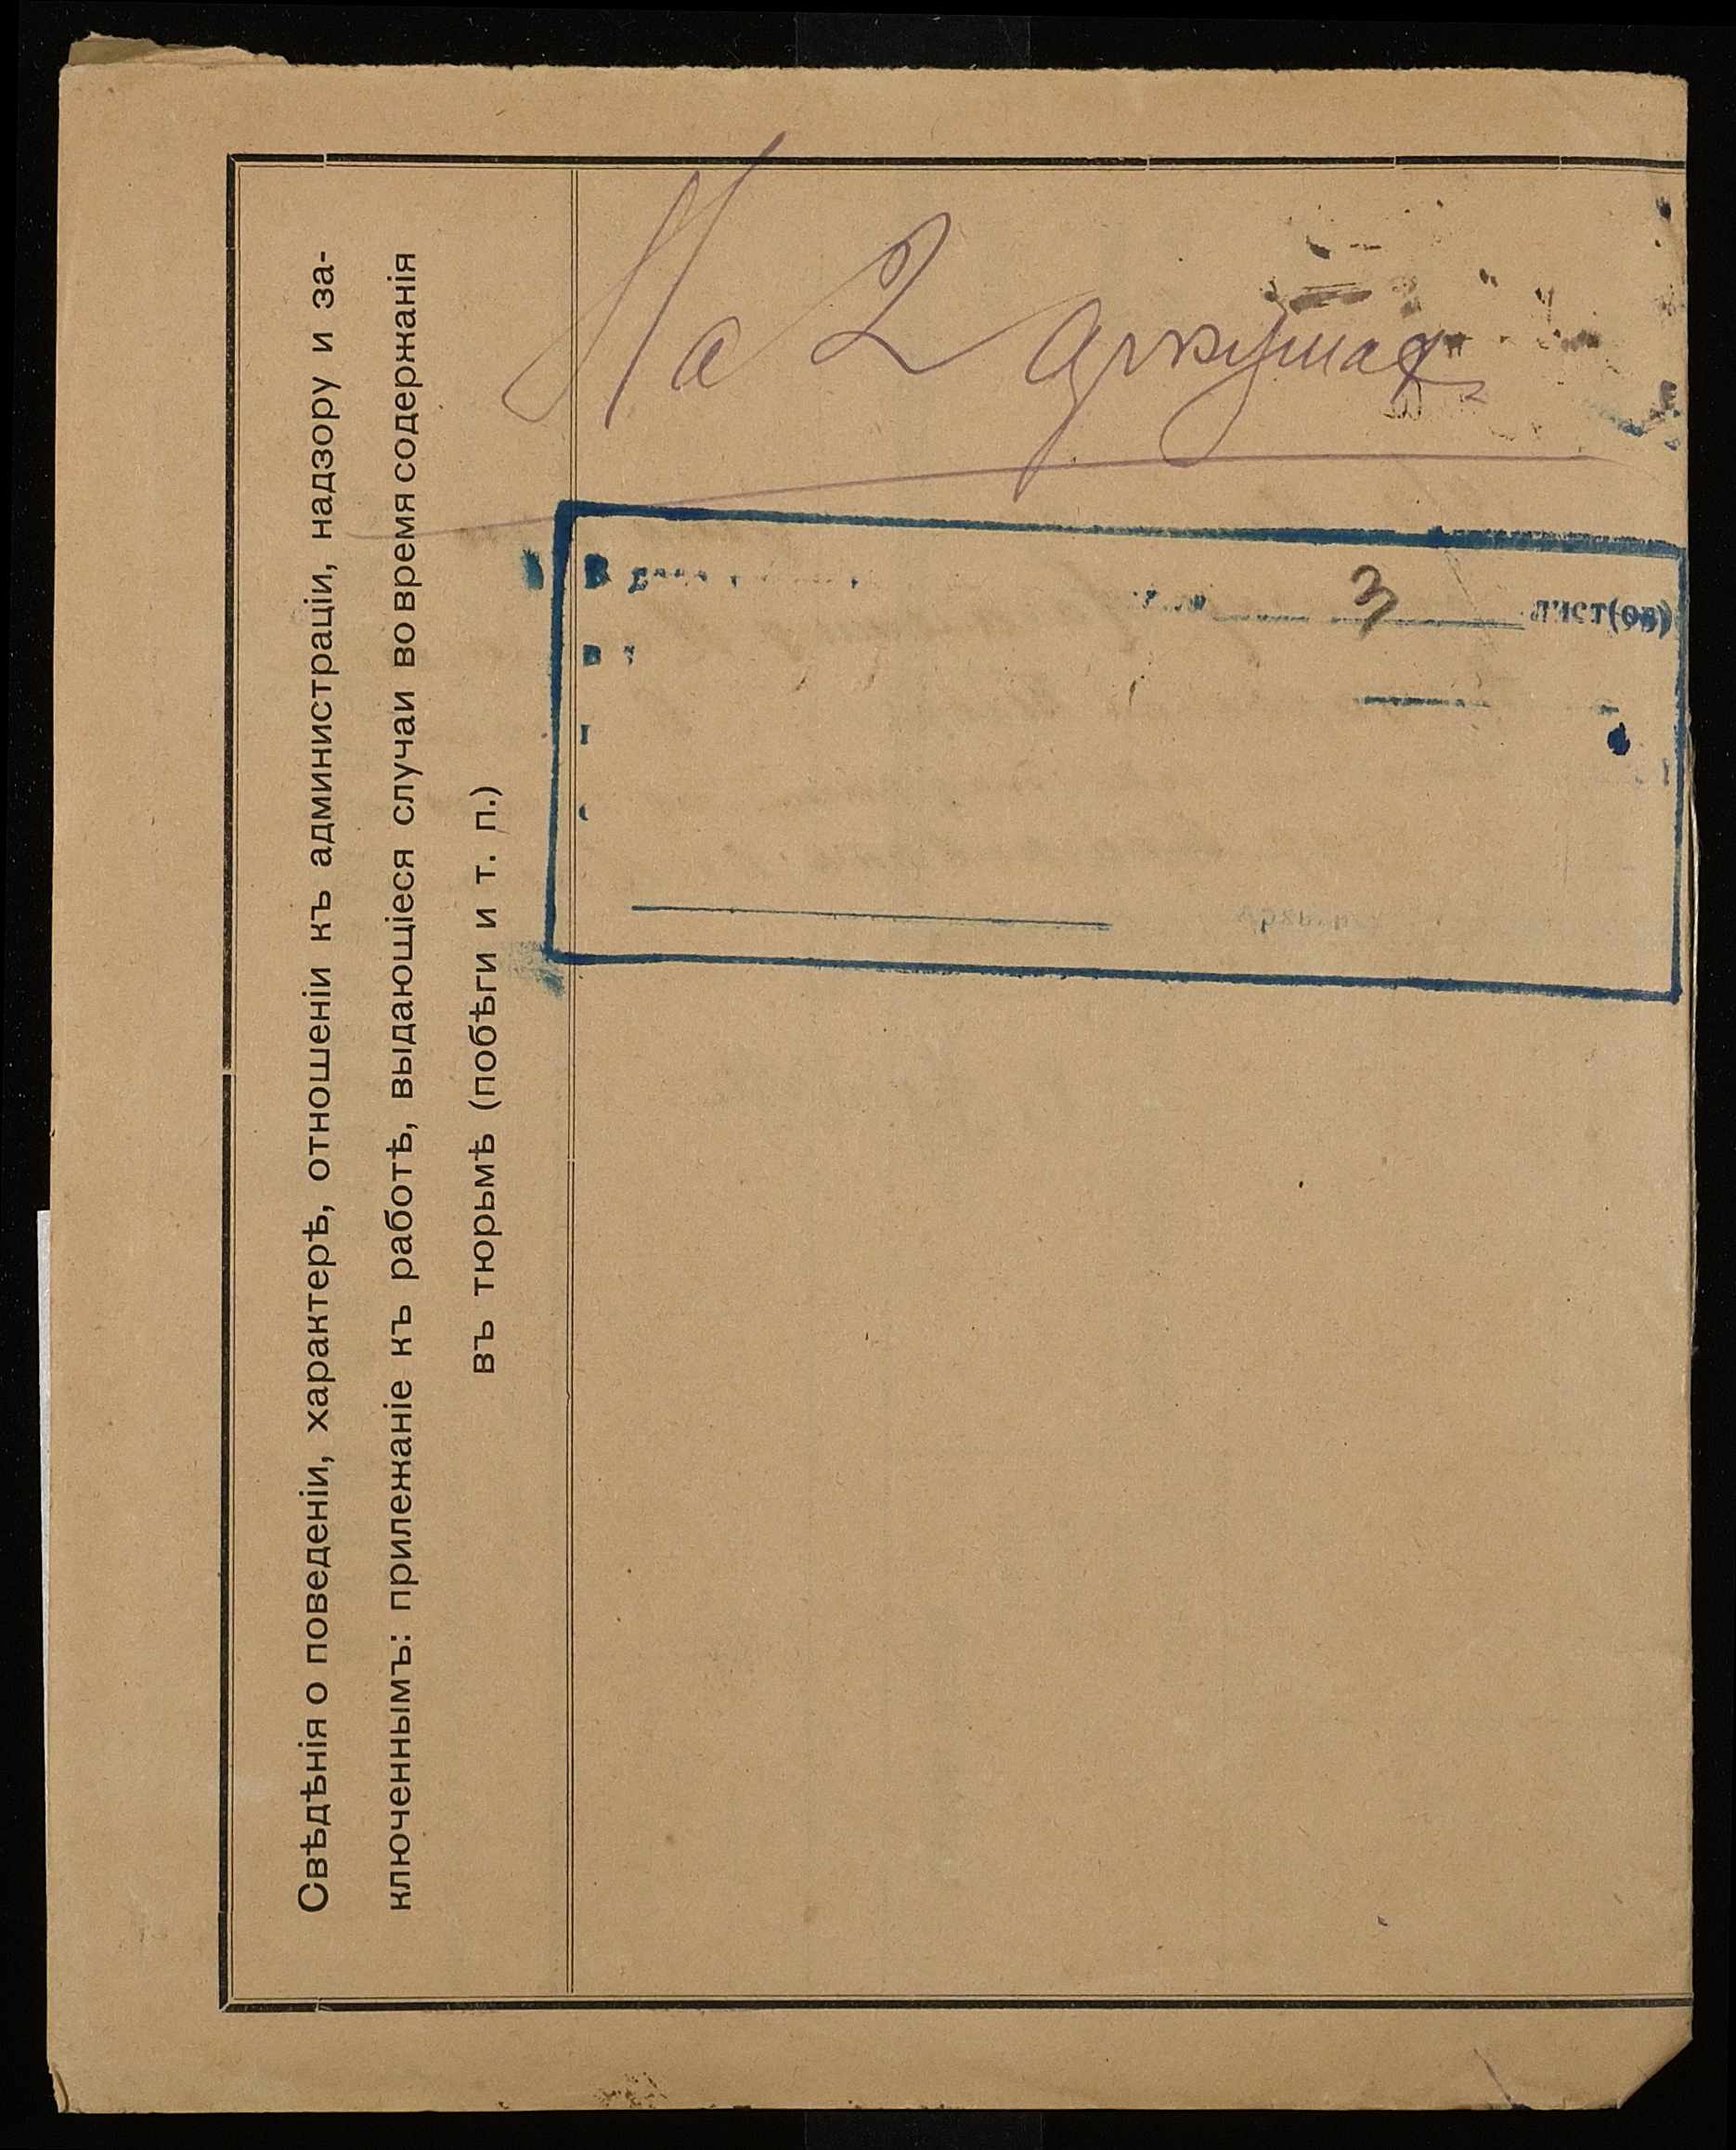 Свѣдѣнія о поведеніи, характерѣ, отношеніи къ администраціи, надзору и за-
ключеннымъ: прилежаніе къ работѣ, выдающіеся случаи во время содержанія
въ тюрьмѣ (побѣги и т. п.)
На 2 аркушах
В
3 лист(ов)
в